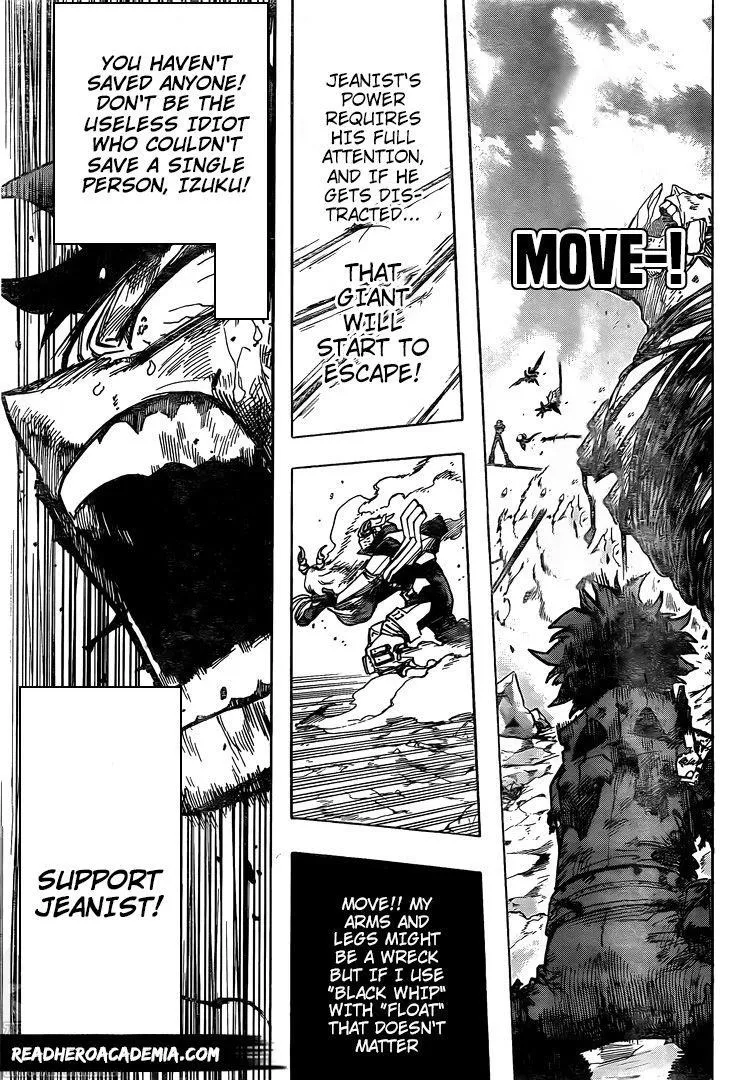 MOVE-!
JEANIST'S
POWER
REQUIRES
HIS FULL
ATTENTION,
AND IF HE
GETS DIS-
TRACTED...
THAT
GIANT
WILL
START TO
ESCAPE!
MOVE!! MY
ARMS AND
LEGS MIGHT
BE A WRECK
BUT IF I USE
"BLACK WHIP"
WITH "FLOAT"
THAT DOESN'T
MATTER
YOU HAVEN'T
SAVED ANYONE!
DON'T BE THE
USELESS IDIOT
WHO COULDN'T
SAVE A SINGLE
PERSON, IZUKU!
SUPPORT
JEANIST!
READHEROACADEMIA.COM